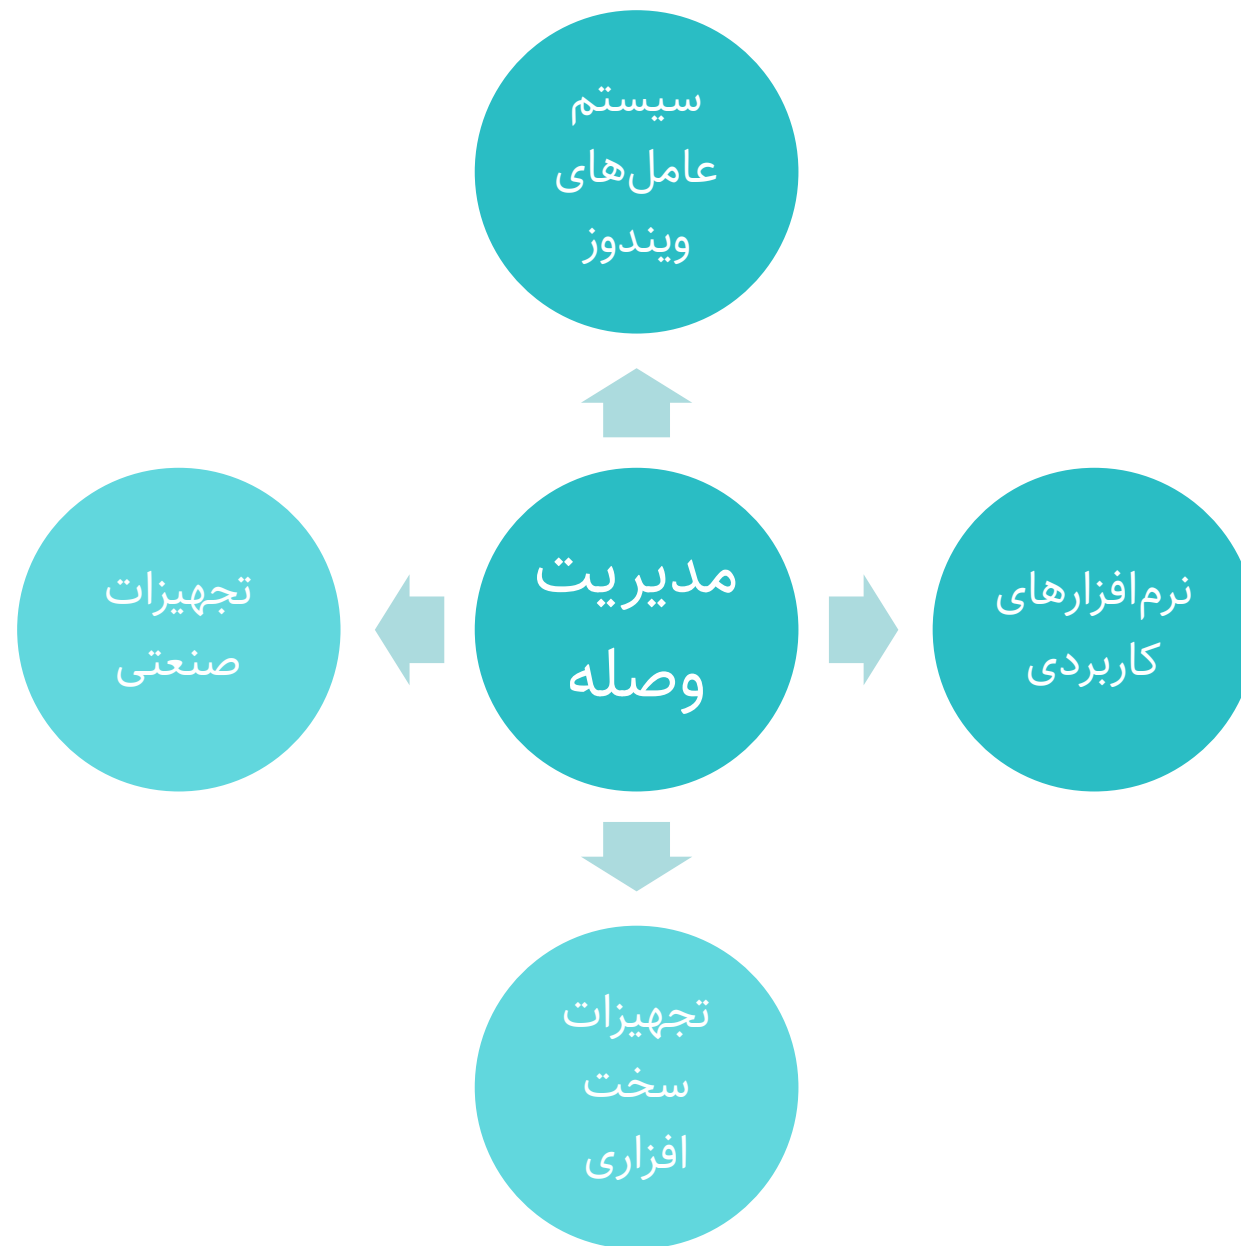 سیستم
عامل‌های
ویندوز
نرم‌افزارهای
کاربردی
مدیریت
وصله
تجهیزات
صنعتی
تجهیزات
سخت
افزاری